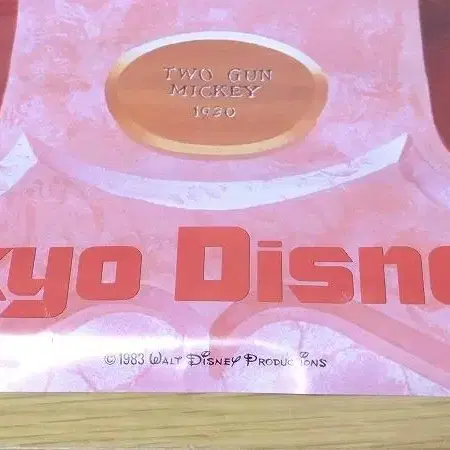 TWO GUN
MICKEY
1930
kyo Disne
©1983 WALT DISNEY PRODUCTIONS